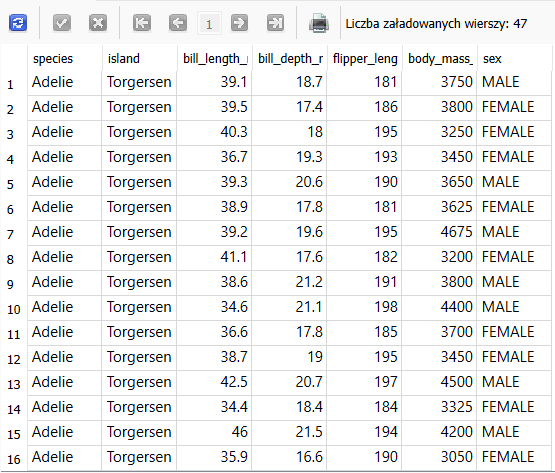 1 Liczba załadowanych wierszy: 47
species island bill_length_ bill_depth_r flipper_leng body_mass_ sex
1 Adelie Torgersen 39.1 18.7 181 3750 MALE
2 Adelie Torgersen 39.5 17.4 186 3800 FEMALE
3 Adelie Torgersen 40.3 18 195 3250 FEMALE
4 Adelie Torgersen 36.7 19.3 193 3450 FEMALE
5 Adelie Torgersen 39.3 20.6 190 3650 MALE
6 Adelie Torgersen 38.9 17.8 181 3625 FEMALE
7 Adelie Torgersen 39.2 19.6 195 4675 MALE
8 Adelie Torgersen 41.1 17.6 182 3200 FEMALE
9 Adelie Torgersen 38.6 21.2 191 3800 MALE
10 Adelie Torgersen 34.6 21.1 198 4400 MALE
11 Adelie Torgersen 36.6 17.8 185 3700 FEMALE
12 Adelie Torgersen 38.7 19 195 3450 FEMALE
13 Adelie Torgersen 42.5 20.7 197 4500 MALE
14 Adelie Torgersen 34.4 18.4 184 3325 FEMALE
15 Adelie Torgersen 46 21.5 194 4200 MALE
16 Adelie Torgersen 35.9 16.6 190 3050 FEMALE